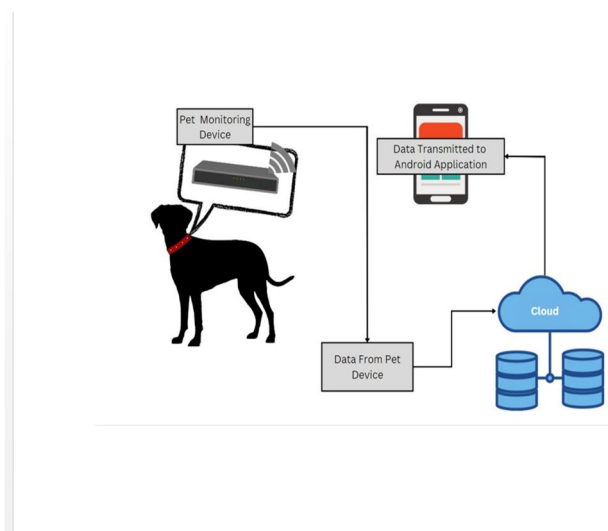 Pet Monitoring
Device
Data Transmitted to
Android Application
Cloud
Data From Pet
Device